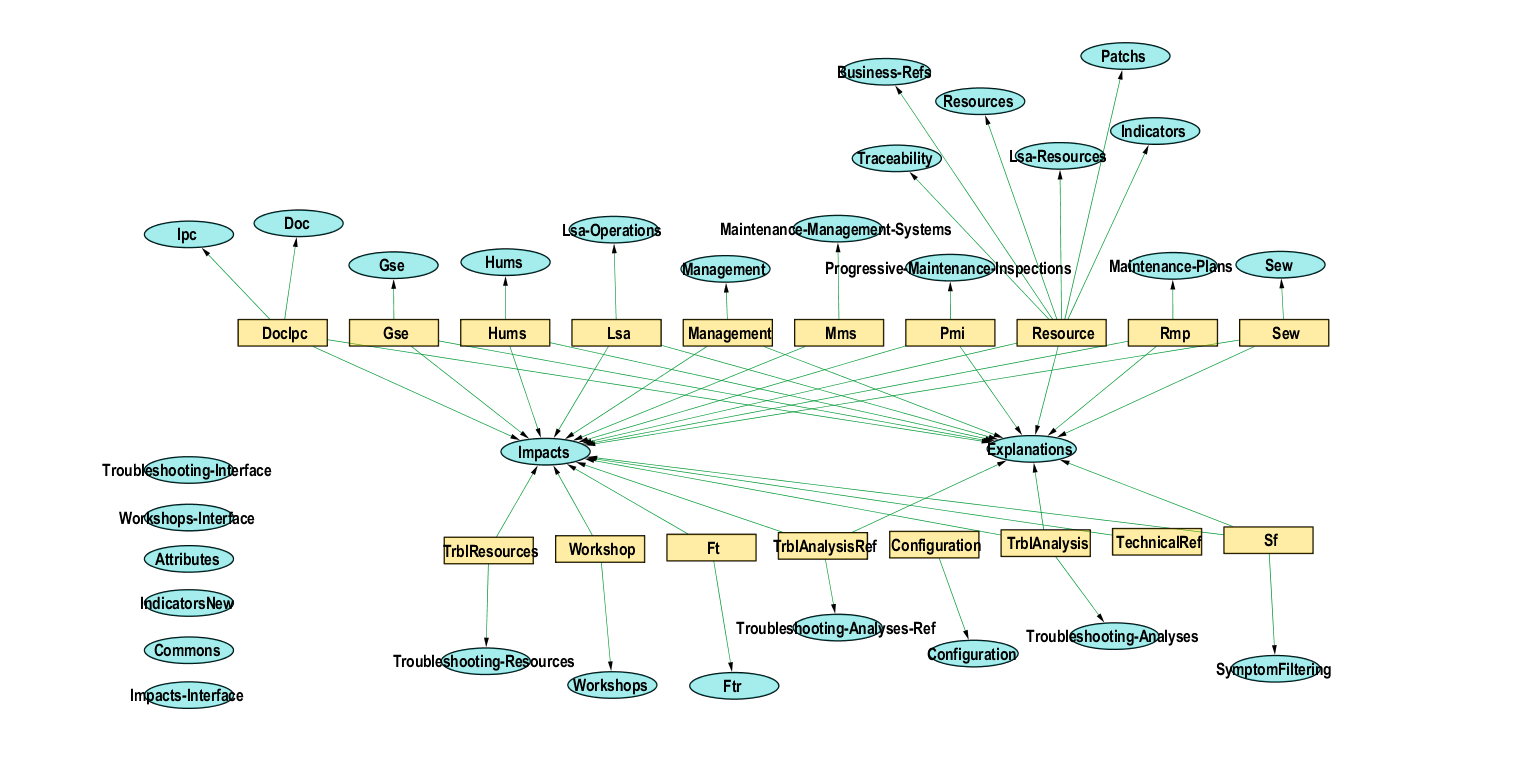 Patchs
Business-Refs
Resources
Indicators
Traceability
Lsa-Resources
Ipc
Doc
Lsa-Operations
Maintenance-Management-Systems
Gse
Hums
Management
Progressive-Maintenance-Inspections
Maintenance-Plans
Sew
DocIpc
Gse
Hums
Lsa
Management
Mms
Pmi
Resource
Rmp
Sew
Impacts
Explanations
Troubleshooting-Interface
Workshops-Interface
Attributes
IndicatorsNew
Commons
Impacts-Interface
TrblResources
Workshop
Ft
TrblAnalysisRef
Configuration
TrblAnalysis
TechnicalRef
Sf
Troubleshooting-Resources
Workshops
Ftr
Troubleshooting-Analyses-Ref
Configuration
Troubleshooting-Analyses
SymptomFiltering